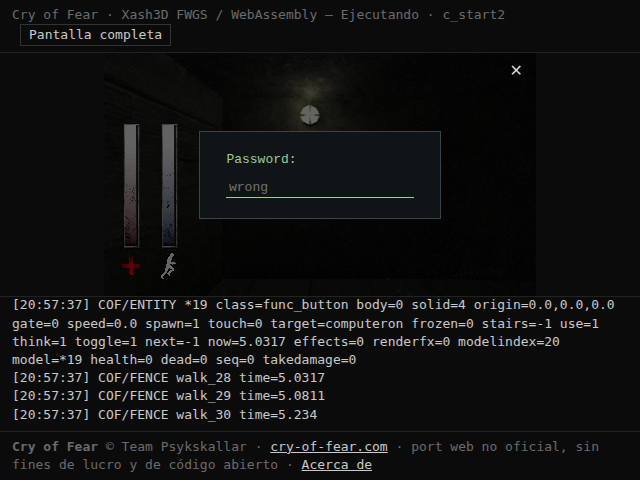 Cry of Fear · Xash3D FWGS / WebAssembly — Ejecutando · c_start2
Pantalla completa
×
Password:
wrong
[20:57:37] COF/ENTITY *19 class=func_button body=0 solid=4 origin=0.0,0.0,0.0
gate=0 speed=0.0 spawn=1 touch=0 target=computeron frozen=0 stairs=-1 use=1
think=1 toggle=1 next=-1 now=5.0317 effects=0 renderfx=0 modelindex=20
model=*19 health=0 dead=0 seq=0 takedamage=0
[20:57:37] COF/FENCE walk_28 time=5.0317
[20:57:37] COF/FENCE walk_29 time=5.0811
[20:57:37] COF/FENCE walk_30 time=5.234
Cry of Fear © Team Psykskallar · cry-of-fear.com · port web no oficial, sin
fines de lucro y de código abierto · Acerca de